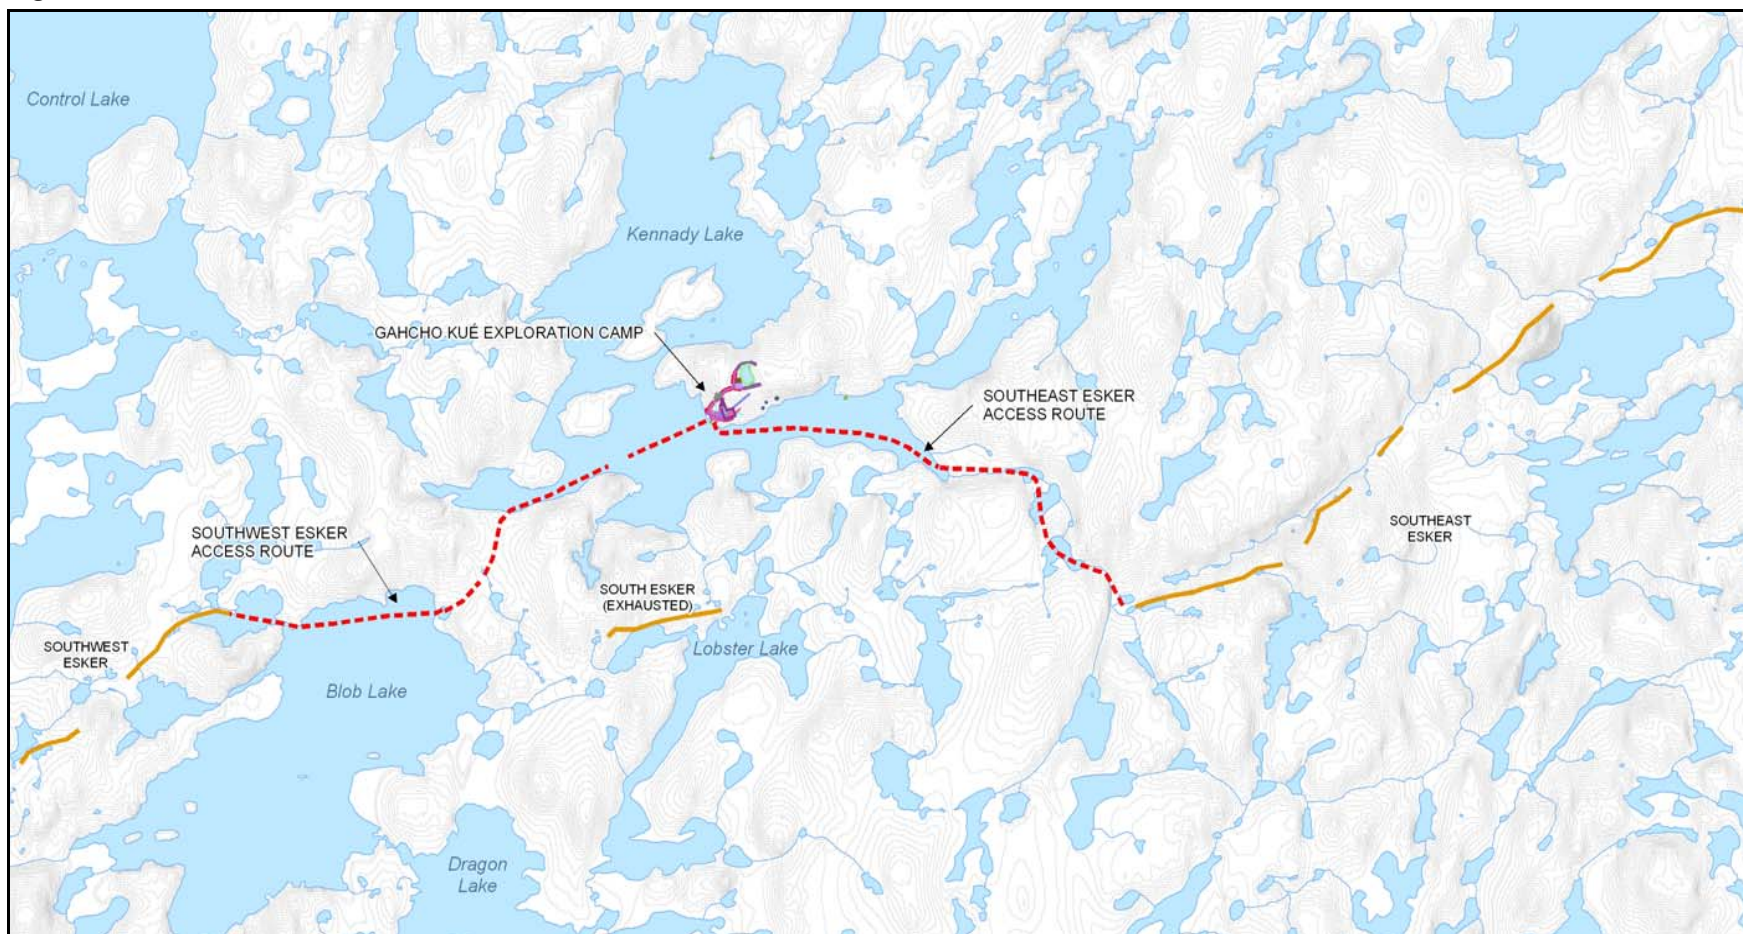 Control Lake
Kennady Lake
GAHCHO KUÉ EXPLORATION CAMP
SOUTHEAST ESKER
ACCESS ROUTE
SOUTHWEST ESKER
ACCESS ROUTE
SOUTHEAST
ESKER
SOUTH ESKER
(EXHAUSTED)
SOUTHWEST
ESKER
Lobster Lake
Blob Lake
Dragon
Lake